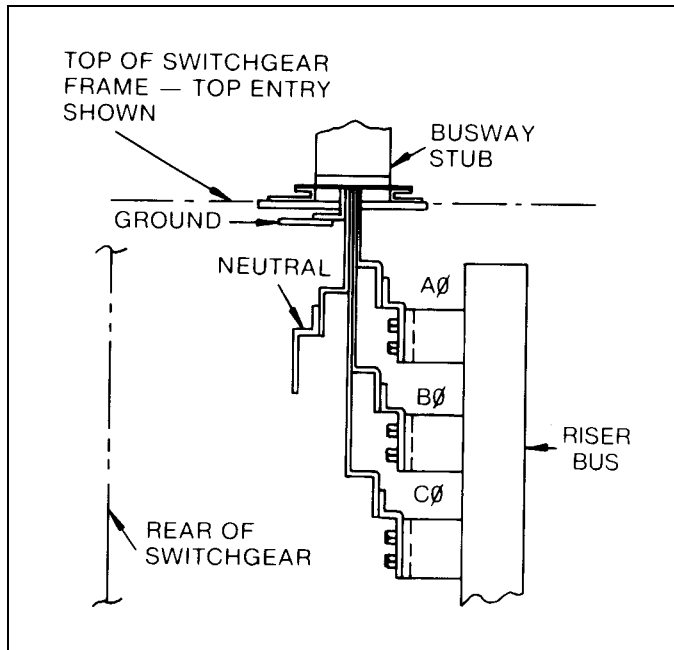 TOP OF SWITCHGEAR
FRAME — TOP ENTRY
SHOWN
BUSWAY
STUB
GROUND
NEUTRAL
AØ
BØ
RISER
BUS
CØ
REAR OF
SWITCHGEAR